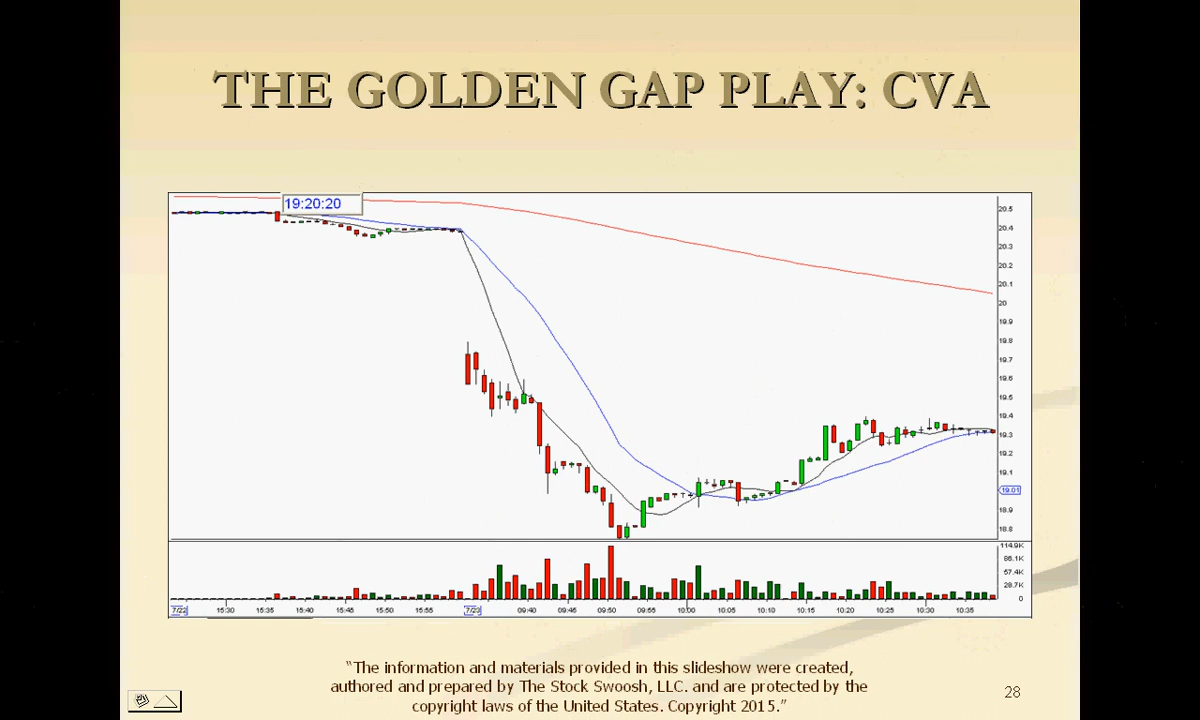 THE GOLDEN GAP PLAY: CVA
19:20:20
20.5
20.4
20.3
20.2
20.1
20
19.9
19.8
19.7
19.6
19.5
19.4
19.3
19.2
19.1
19.01
18.9
18.8
114.9K
86.1K
57.4K
28.7K
0
7/22 15:30 15:35 15:40 15:45 15:50 15:55 7/23 09:40 09:45 09:50 09:55 10:00 10:05 10:10 10:15 10:20 10:25 10:30 10:35
“The information and materials provided in this slideshow were created,
authored and prepared by The Stock Swoosh, LLC. and are protected by the
copyright laws of the United States. Copyright 2015.”
28